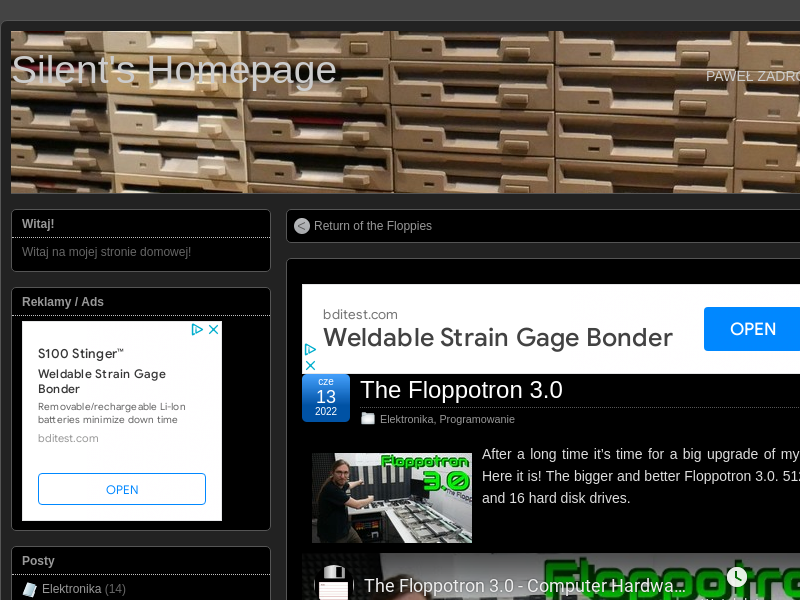 Silent's Homepage
PAWEŁ
Witaj!
Witaj na mojej stronie domowej!
Reklamy / Ads
S100 Stinger™
Weldable Strain Gage
Bonder
Removable/rechargeable Li-Ion
batteries minimize down time
bditest.com
OPEN
Posty
Elektronika (14)
Return of the Floppies
bditest.com
Weldable Strain Gage Bonder
OPEN
cze
13
2022
The Floppotron 3.0
Elektronika, Programowanie
Floppotron
3.0
After a long time it's time for a big upgrade of my
Here it is! The bigger and better Floppotron 3.0.
and 16 hard disk drives.
The Floppotron 3.0 - Computer Hardwa...